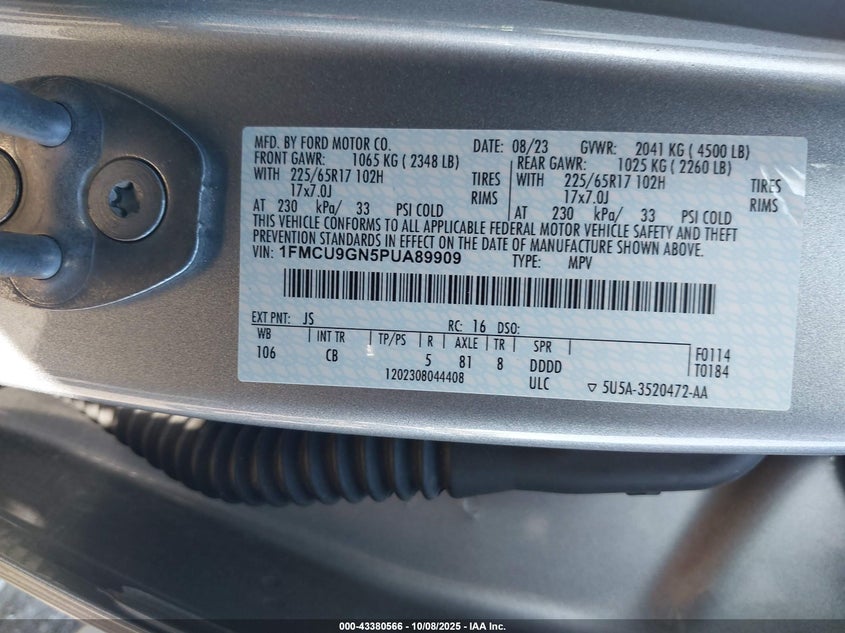 MFD. BY FORD MOTOR CO. DATE: 08/23 GVWR: 2041 KG ( 4500 LB)
FRONT GAWR: 1065 KG ( 2348 LB) REAR GAWR: 1025 KG ( 2260 LB)
WITH 225/65R17 102H TIRES WITH 225/65R17 102H TIRES
17x7.0J RIMS 17x7.0J RIMS
AT 230 kPa/ 33 PSI COLD AT 230 kPa/ 33 PSI COLD
THIS VEHICLE CONFORMS TO ALL APPLICABLE FEDERAL MOTOR VEHICLE SAFETY AND THEFT
PREVENTION STANDARDS IN EFFECT ON THE DATE OF MANUFACTURE SHOWN ABOVE.
VIN: 1FMCU9GN5PUA89909 TYPE: MPV
EXT PNT: JS RC: 16 DSO:
WB INT TR TP/PS R AXLE TR SPR F0114
106 CB 5 81 8 DDDD T0184
1202308044408 ULC ▽ 5U5A-3520472-AA
000-43380566 - 10/08/2025 - IAA Inc.